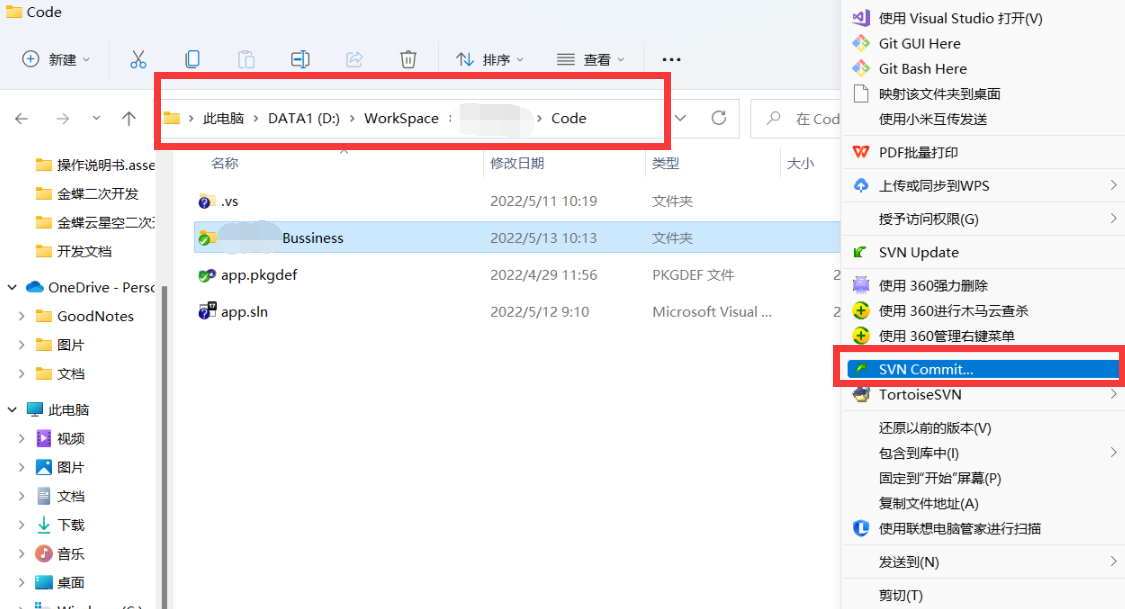 Code
新建
排序
查看
此电脑 > DATA1 (D:) > WorkSpace > > Code
在 Cod
名称 修改日期 类型 大小
.vs 2022/5/11 10:19 文件夹
Bussiness 2022/5/13 10:13 文件夹
app.pkgdef 2022/4/29 11:56 PKGDEF 文件 2
app.sln 2022/5/12 9:10 Microsoft Visual ... 2
操作说明书.asse
金蝶二次开发
金蝶云星空二次
开发文档
OneDrive - Perso
GoodNotes
图片
文档
此电脑
视频
图片
文档
下载
音乐
桌面
使用 Visual Studio 打开(V)
Git GUI Here
Git Bash Here
映射该文件夹到桌面
使用小米互传发送
PDF批量打印
上传或同步到WPS
授予访问权限(G)
SVN Update
使用 360强力删除
使用 360进行木马云查杀
使用 360管理右键菜单
SVN Commit...
TortoiseSVN
还原以前的版本(V)
包含到库中(I)
固定到"开始"屏幕(P)
复制文件地址(A)
使用联想电脑管家进行扫描
发送到(N)
剪切(T)